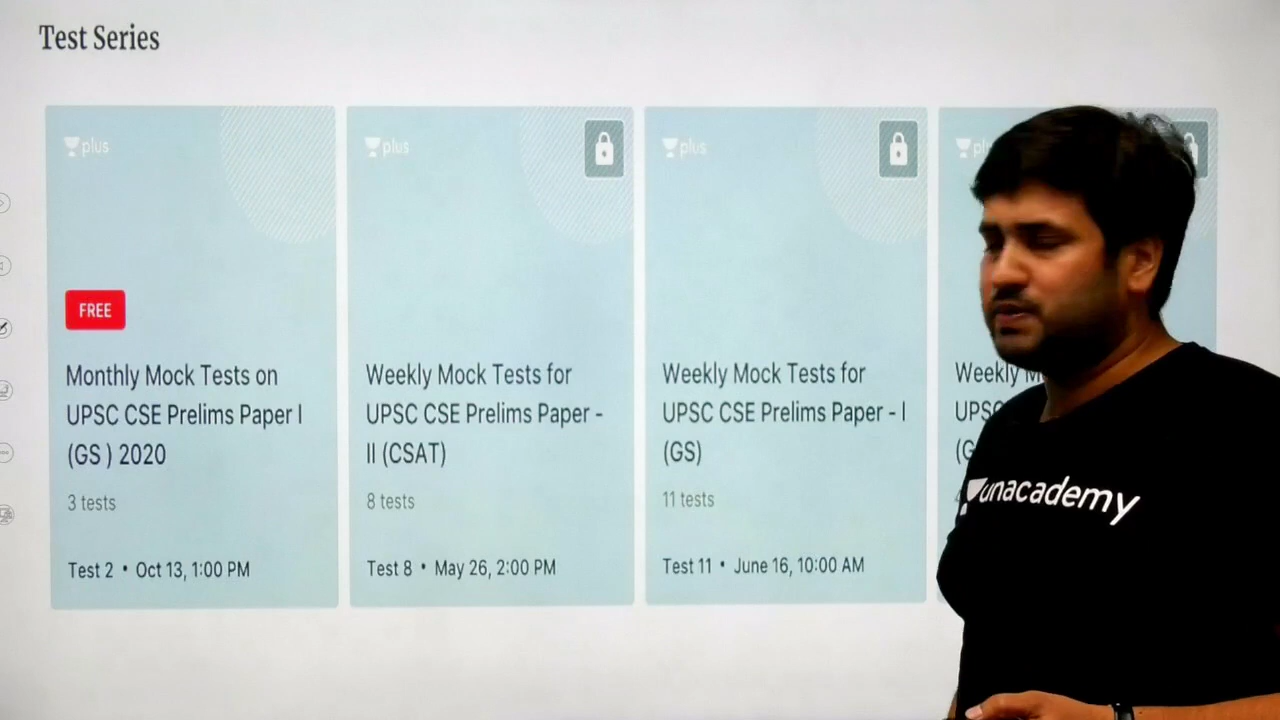 Test Series
plus
FREE
Monthly Mock Tests on
UPSC CSE Prelims Paper I
(GS ) 2020
3 tests
Test 2 • Oct 13, 1:00 PM
plus
Weekly Mock Tests for
UPSC CSE Prelims Paper -
II (CSAT)
8 tests
Test 8 • May 26, 2:00 PM
plus
Weekly Mock Tests for
UPSC CSE Prelims Paper - I
(GS)
11 tests
Test 11 • June 16, 10:00 AM
Weekly
unacademy